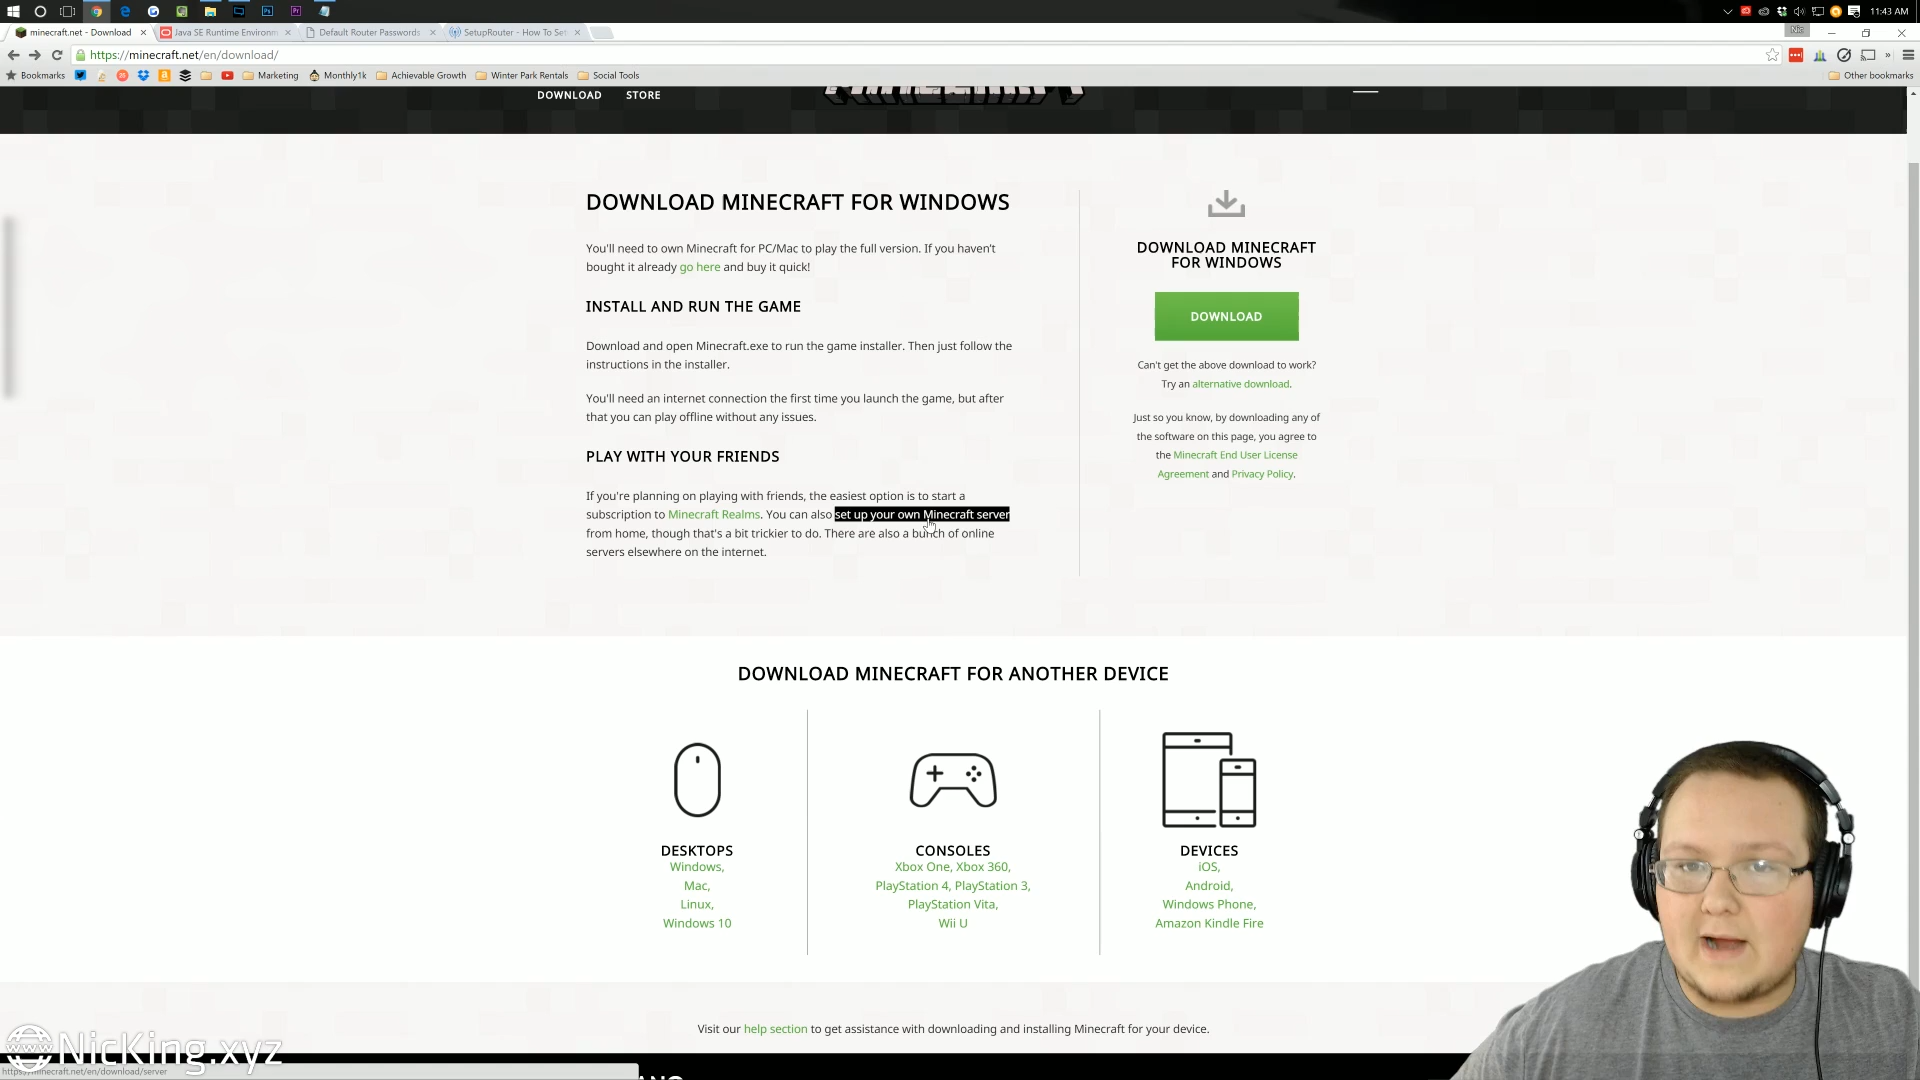 11:43 AM
minecraft.net - Download
Java SE Runtime Environm
Default Router Passwords
SetupRouter - How To Set
Nic
https://minecraft.net/en/download/
Bookmarks
Marketing
Monthly1k
Achievable Growth
Winter Park Rentals
Social Tools
Other bookmarks
DOWNLOAD STORE
DOWNLOAD MINECRAFT FOR WINDOWS
You'll need to own Minecraft for PC/Mac to play the full version. If you haven't
bought it already go here and buy it quick!
INSTALL AND RUN THE GAME
Download and open Minecraft.exe to run the game installer. Then just follow the
instructions in the installer.
You'll need an internet connection the first time you launch the game, but after
that you can play offline without any issues.
PLAY WITH YOUR FRIENDS
If you're planning on playing with friends, the easiest option is to start a
subscription to Minecraft Realms. You can also set up your own Minecraft server
from home, though that's a bit trickier to do. There are also a bunch of online
servers elsewhere on the internet.
DOWNLOAD MINECRAFT
FOR WINDOWS
DOWNLOAD
Can't get the above download to work?
Try an alternative download.
Just so you know, by downloading any of
the software on this page, you agree to
the Minecraft End User License
Agreement and Privacy Policy.
DOWNLOAD MINECRAFT FOR ANOTHER DEVICE
DESKTOPS
Windows,
Mac,
Linux,
Windows 10
CONSOLES
Xbox One, Xbox 360,
PlayStation 4, PlayStation 3,
PlayStation Vita,
Wii U
DEVICES
iOS,
Android,
Windows Phone,
Amazon Kindle Fire
Visit our help section to get assistance with downloading and installing Minecraft for your device.
NicKing.xyz
https://minecraft.net/en/download/server